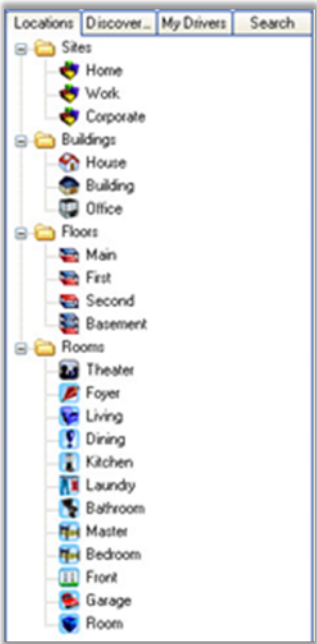 Locations Discover... My Drivers Search
Sites
Home
Work
Corporate
Buildings
House
Building
Office
Floors
Main
First
Second
Basement
Rooms
Theater
Foyer
Living
Dining
Kitchen
Laundry
Bathroom
Master
Bedroom
Front
Garage
Room